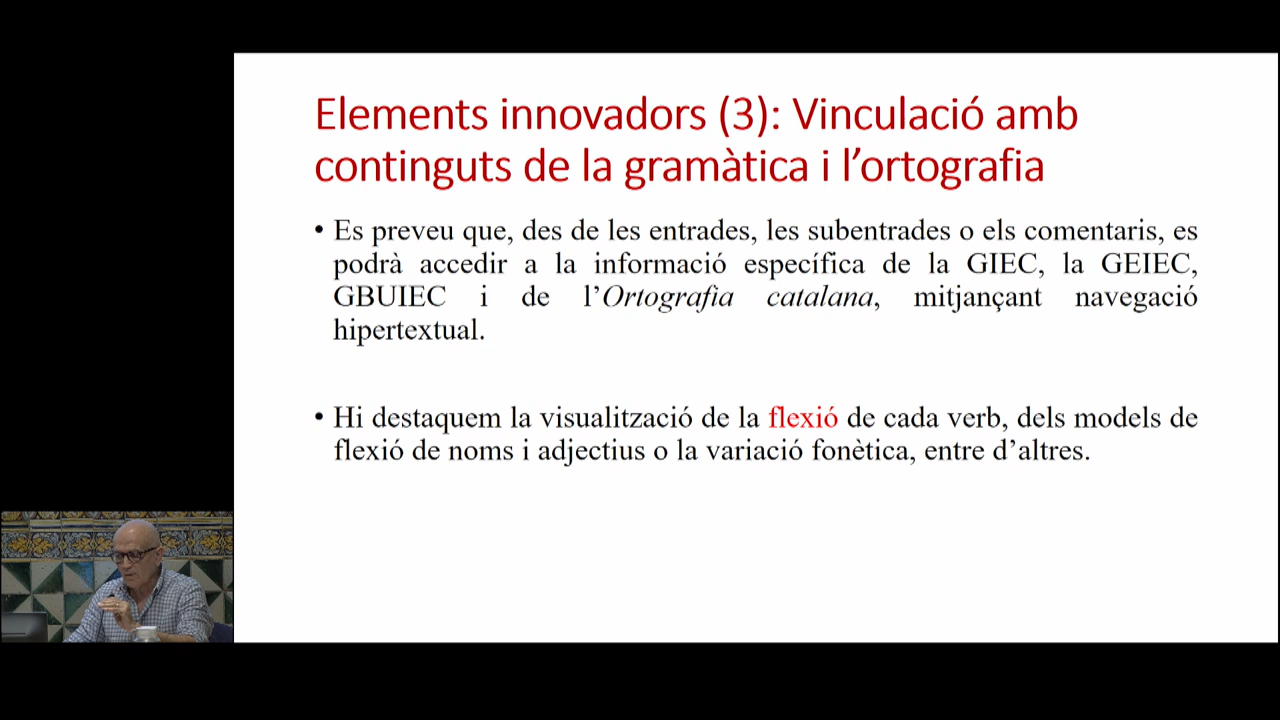 Elements innovadors (3): Vinculació amb
continguts de la gramàtica i l’ortografia
• Es preveu que, des de les entrades, les subentrades o els comentaris, es
podrà accedir a la informació específica de la GIEC, la GEIEC,
GBUIEC i de l’Ortografia catalana, mitjançant navegació
hipertextual.
• Hi destaquem la visualització de la flexió de cada verb, dels models de
flexió de noms i adjectius o la variació fonètica, entre d’altres.